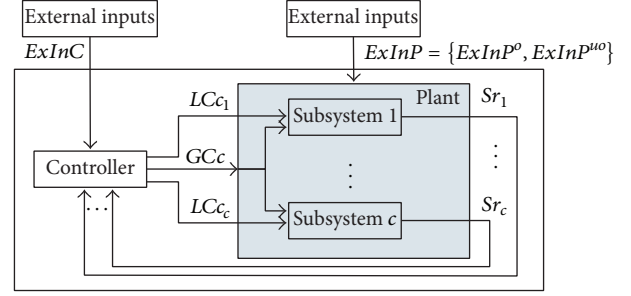 External inputs
External inputs
ExInC
ExInP = {ExInP^o, ExInP^uo}
LCc_1
Plant
Sr_1
Subsystem 1
Controller
GCc
⋮
⋮
...
LCc_c
Subsystem c
Sr_c